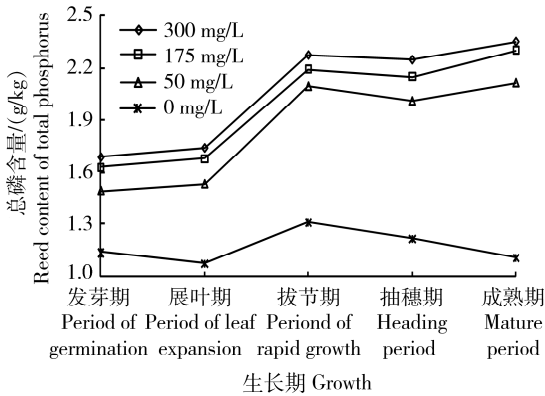 总磷含量/(g/kg)
Reed content of total phosphorus
2.5
2.2
1.9
1.6
1.3
1.0
300 mg/L
175 mg/L
50 mg/L
0 mg/L
发芽期 展叶期 拔节期 抽穗期 成熟期
Period of Period of leaf Periond of Heading Mature
germination expansion rapid growth period period
生长期 Growth